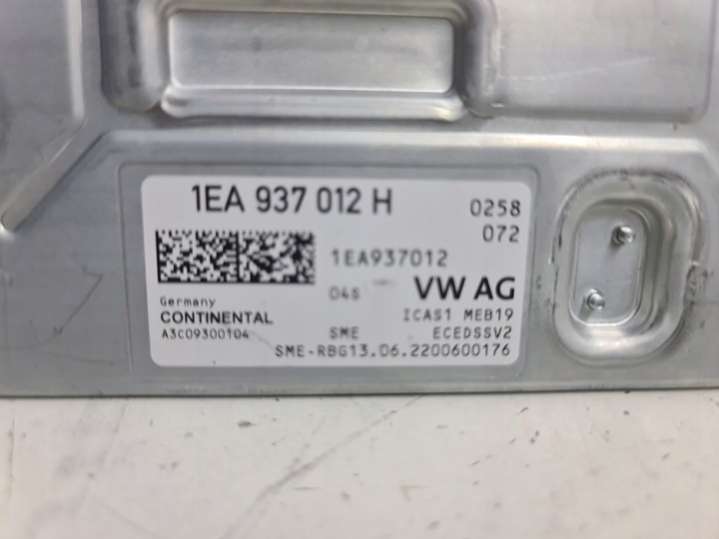 1EA 937 012 H
0258
072
1EA937012
04S
VW AG
Germany
CONTINENTAL
A3C09300104
ICAS1 MEB19
SME ECEDSSV2
SME-RBG13.06.2200600176